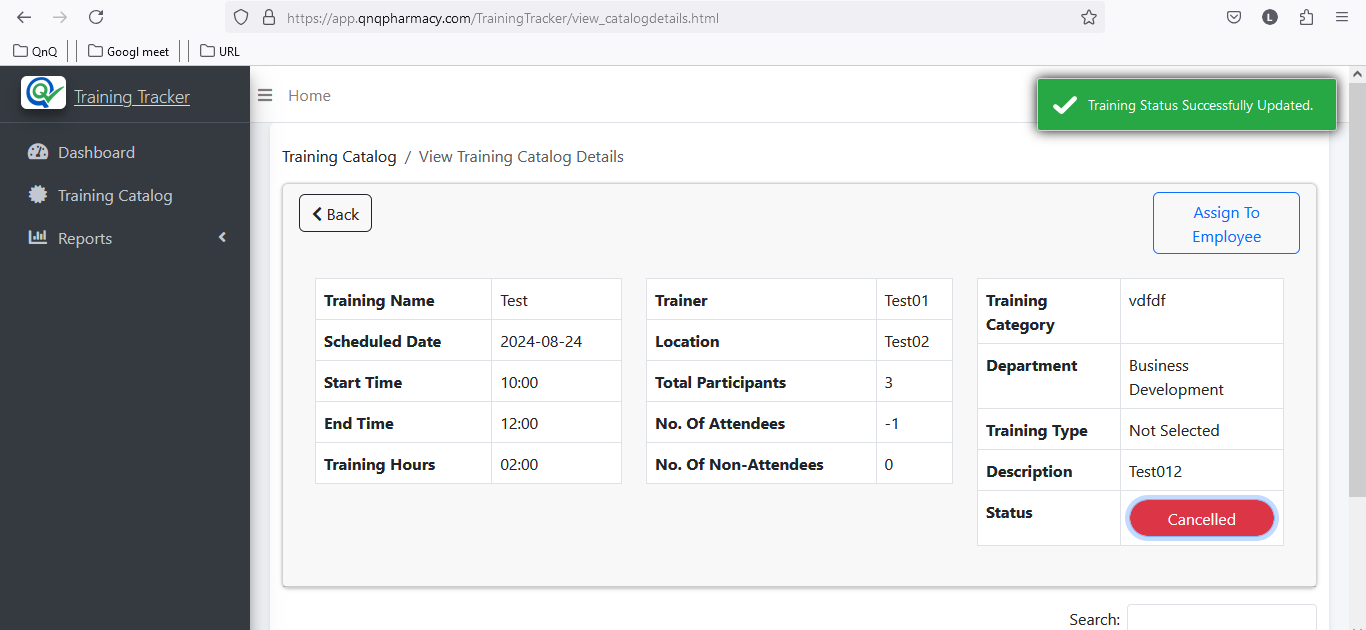 https://app.qnqpharmacy.com/TrainingTracker/view_catalogdetails.html
L
QnQ
Googl meet
URL
Training Tracker
Home
Training Status Successfully Updated.
Dashboard
Training Catalog
Reports
Training Catalog / View Training Catalog Details
Back
Assign To
Employee
Training Name Test
Scheduled Date 2024-08-24
Start Time 10:00
End Time 12:00
Training Hours 02:00
Trainer Test01
Location Test02
Total Participants 3
No. Of Attendees -1
No. Of Non-Attendees 0
Training vdfdf
Category
Department Business
Development
Training Type Not Selected
Description Test012
Status Cancelled
Search: